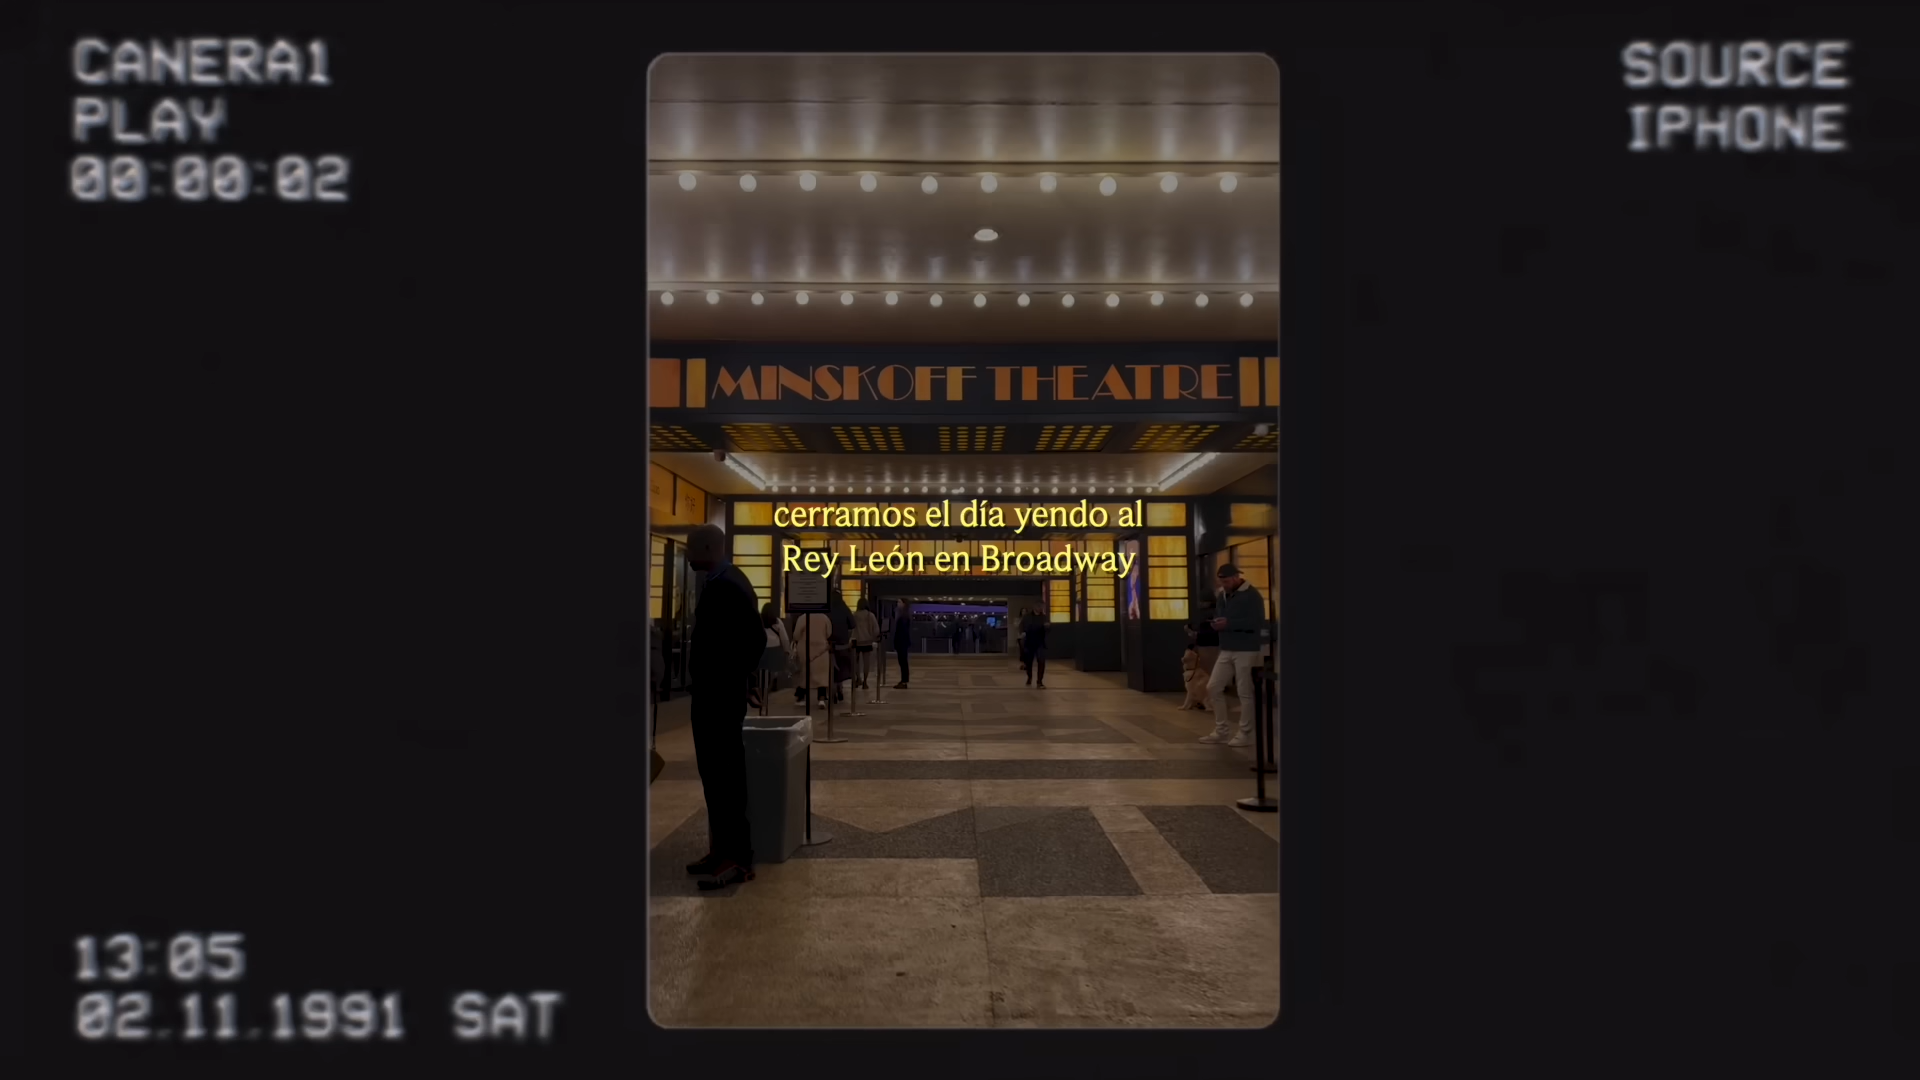 CANERA1
PLAY
00:00:02
SOURCE
IPHONE
MINSKOFF THEATRE
cerramos el día yendo al
Rey León en Broadway
13:05
02.11.1991 SAT